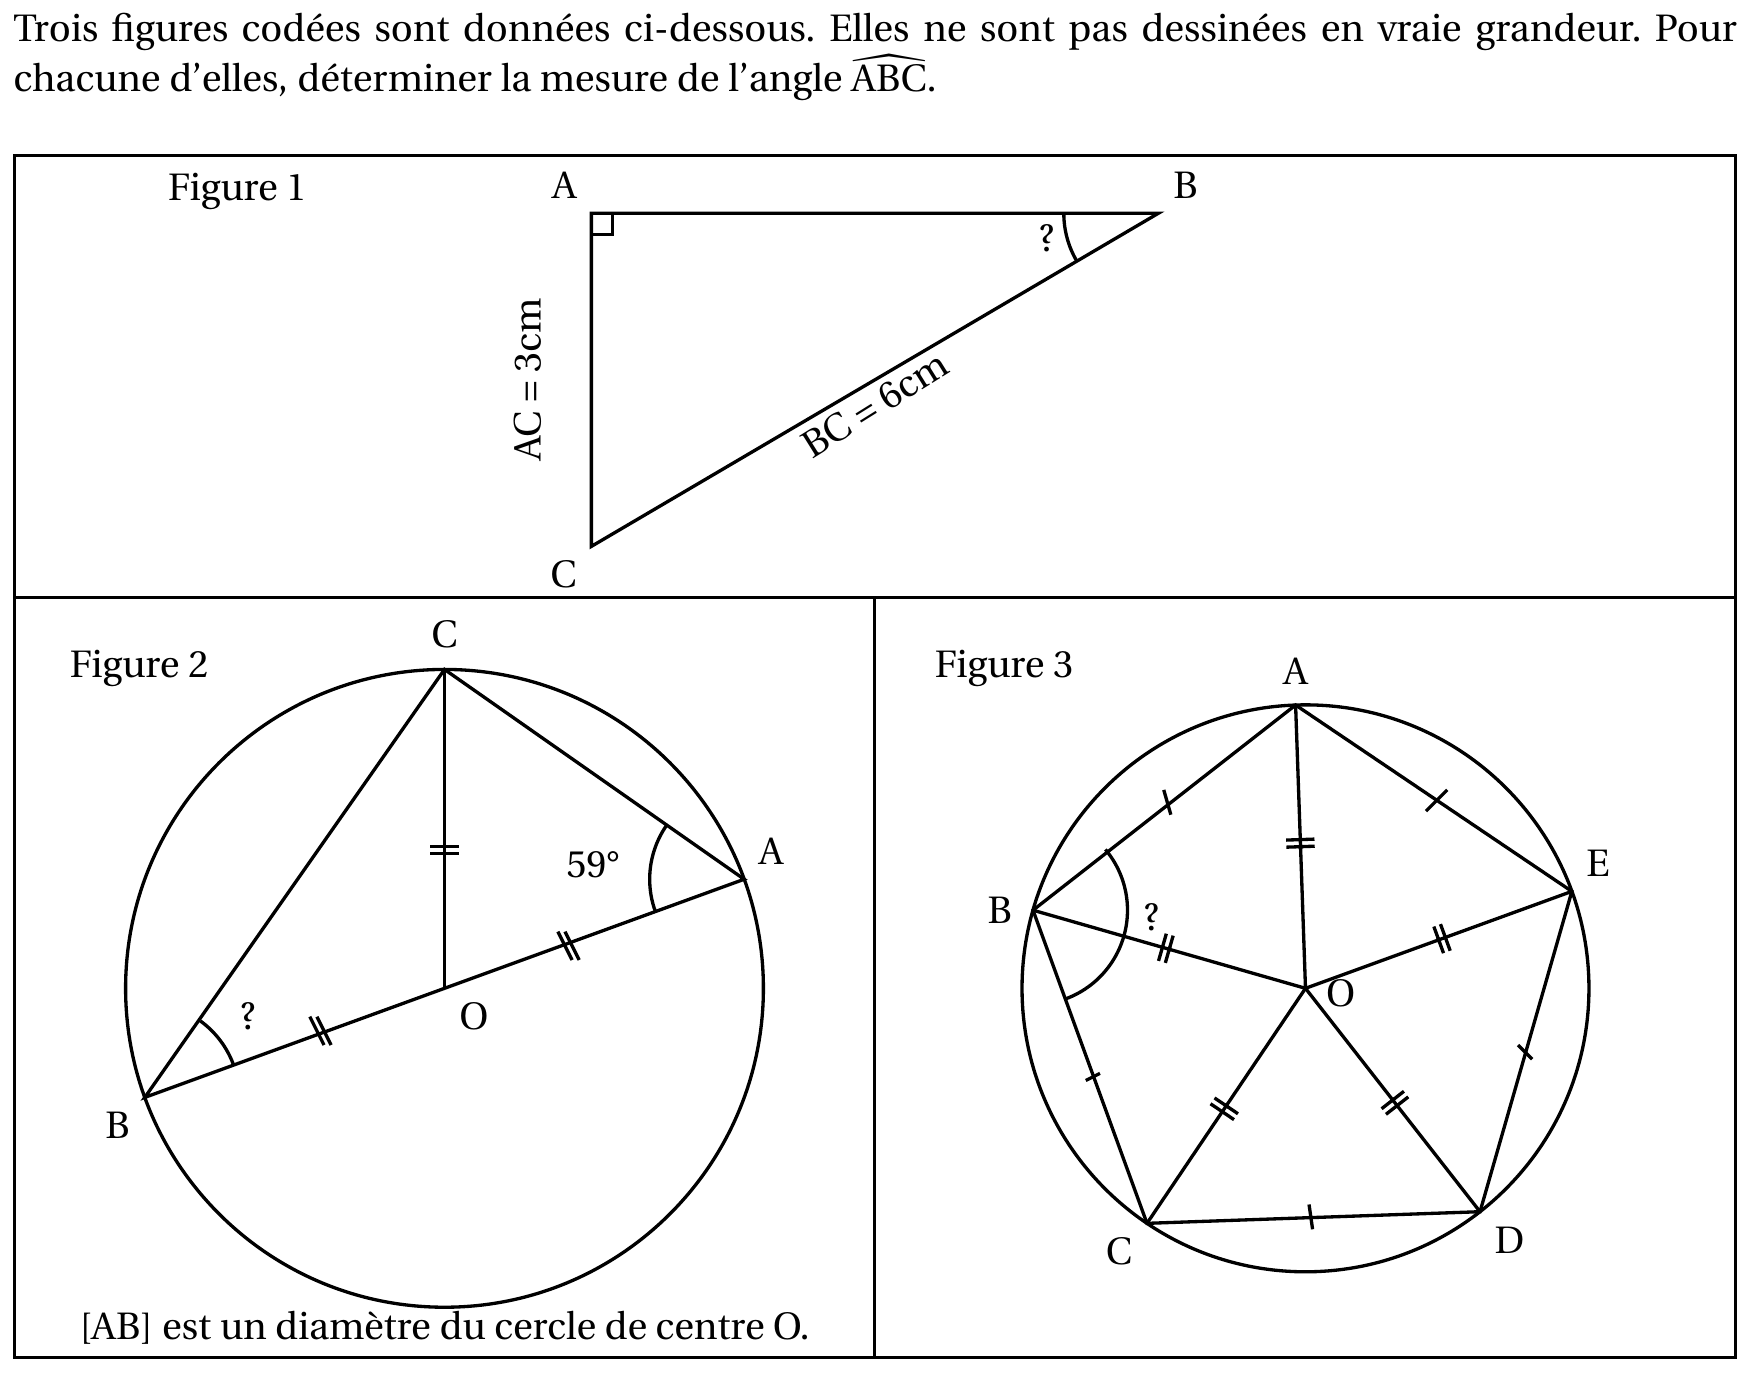 Trois figures codées sont données ci-dessous. Elles ne sont pas dessinées en vraie grandeur. Pour
chacune d’elles, déterminer la mesure de l’angle ABC.
Figure 1
A
B
?
AC = 3cm
BC = 6cm
C
Figure 2
C
59°
A
?
O
B
[AB] est un diamètre du cercle de centre O.
Figure 3
A
E
B
?
O
C
D